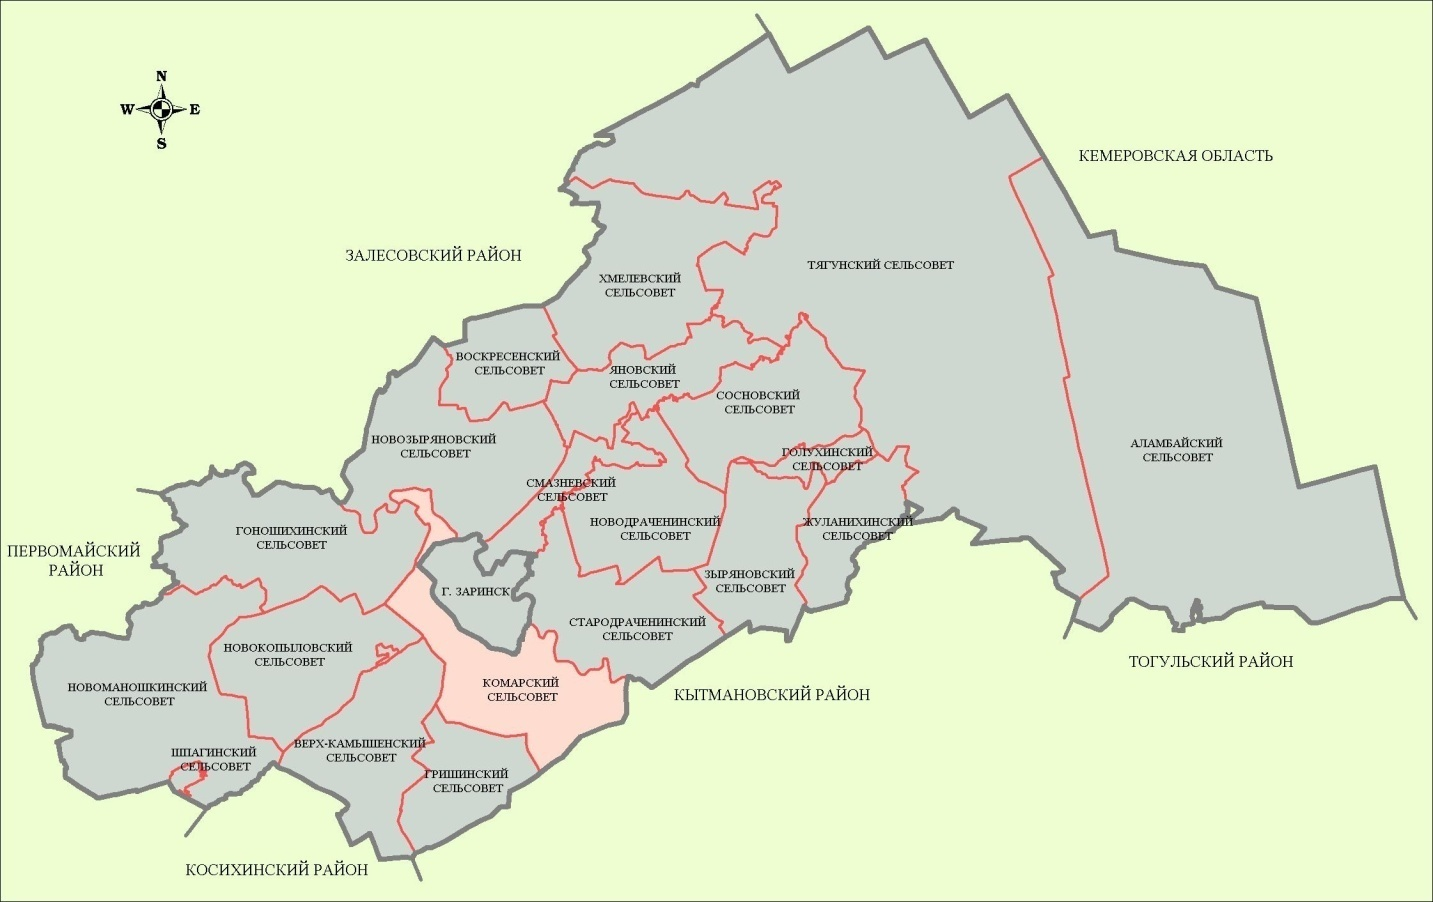 N
W E
S
КЕМЕРОВСКАЯ ОБЛАСТЬ
ЗАЛЕСОВСКИЙ РАЙОН
ТЯГУНСКИЙ СЕЛЬСОВЕТ
ХМЕЛЕВСКИЙ
СЕЛЬСОВЕТ
ВОСКРЕСЕНСКИЙ
СЕЛЬСОВЕТ
ЯНОВСКИЙ
СЕЛЬСОВЕТ
СОСНОВСКИЙ
СЕЛЬСОВЕТ
НОВОЗЫРЯНОВСКИЙ
СЕЛЬСОВЕТ
АЛАМБАЙСКИЙ
СЕЛЬСОВЕТ
ГОЛУХИНСКИЙ
СЕЛЬСОВЕТ
СМАЗНЕВСКИЙ
СЕЛЬСОВЕТ
НОВОДРАЧЕНИНСКИЙ
СЕЛЬСОВЕТ
ЖУЛАНИХИНСКИЙ
СЕЛЬСОВЕТ
ГОНОШИХИНСКИЙ
СЕЛЬСОВЕТ
ПЕРВОМАЙСКИЙ
РАЙОН
ЗЫРЯНОВСКИЙ
СЕЛЬСОВЕТ
Г. ЗАРИНСК
СТАРОДРАЧЕНИНСКИЙ
СЕЛЬСОВЕТ
НОВОКОПЫЛОВСКИЙ
СЕЛЬСОВЕТ
ТОГУЛЬСКИЙ РАЙОН
НОВОМАНОШКИНСКИЙ
СЕЛЬСОВЕТ
КОМАРСКИЙ
СЕЛЬСОВЕТ
КЫТМАНОВСКИЙ РАЙОН
ВЕРХ-КАМЫШЕНСКИЙ
СЕЛЬСОВЕТ
ШПАГИНСКИЙ
СЕЛЬСОВЕТ
ГРИШИНСКИЙ
СЕЛЬСОВЕТ
КОСИХИНСКИЙ РАЙОН